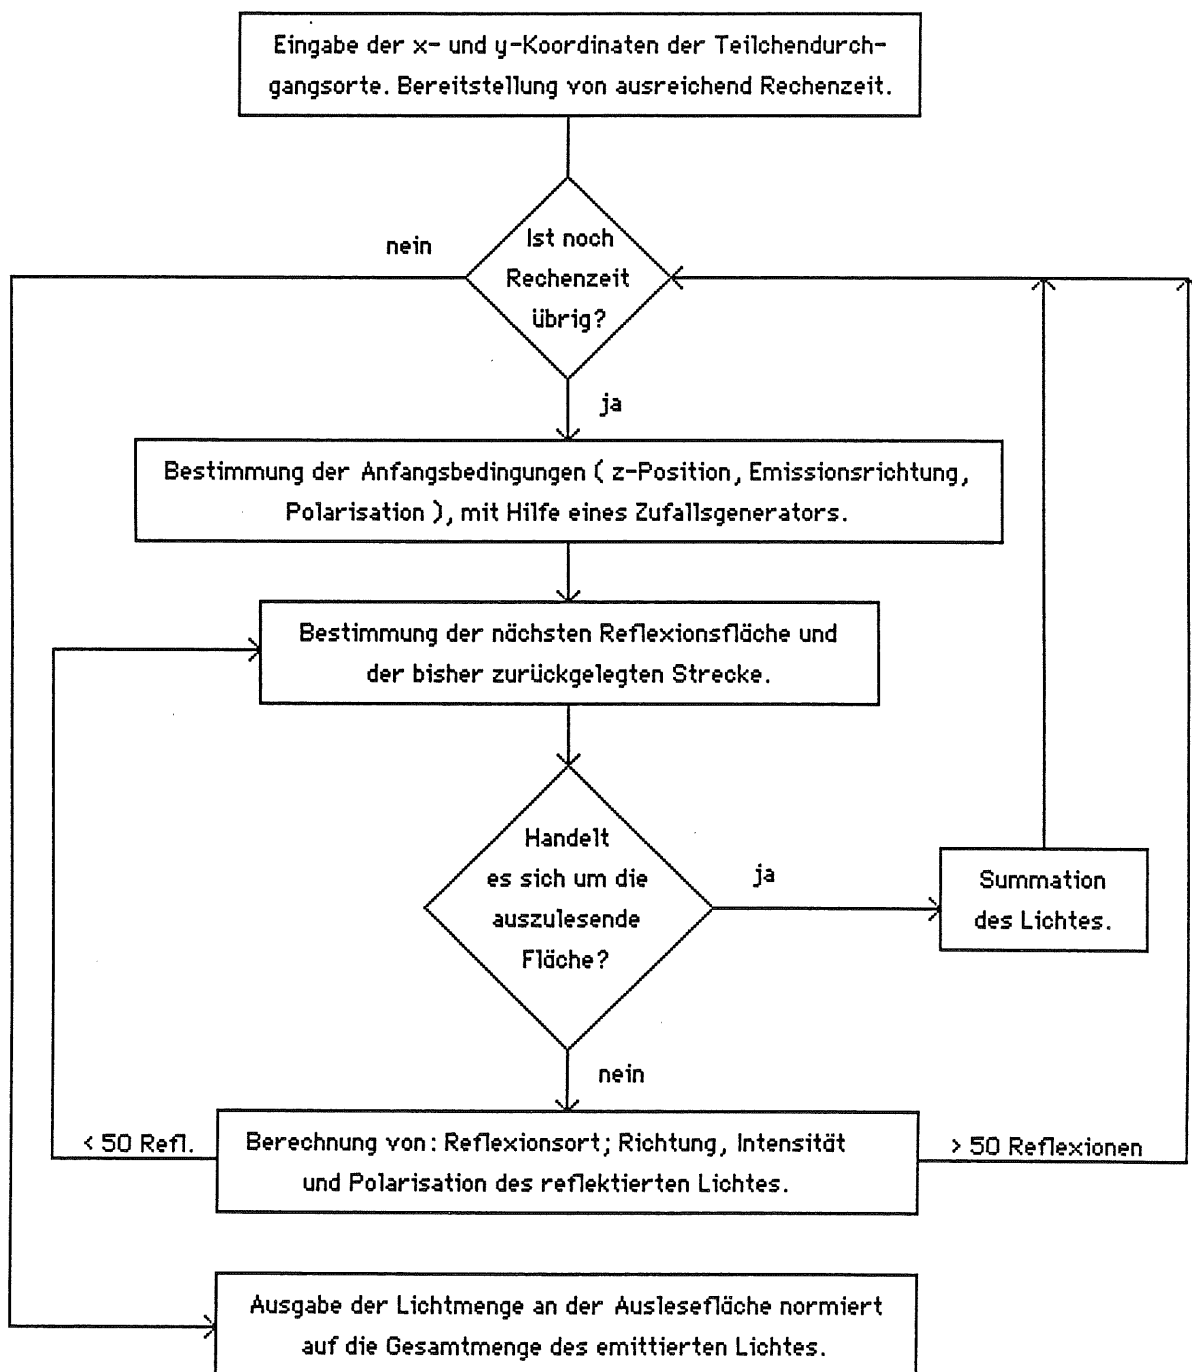 Eingabe der x- und y-Koordinaten der Teilchendurch-
gangsorte. Bereitstellung von ausreichend Rechenzeit.
nein
Ist noch
Rechenzeit
übrig?
ja
Bestimmung der Anfangsbedingungen ( z-Position, Emissionsrichtung,
Polarisation ), mit Hilfe eines Zufallsgenerators.
Bestimmung der nächsten Reflexionsfläche und
der bisher zurückgelegten Strecke.
Handelt
es sich um die
auszulesende
Fläche?
ja
Summation
des Lichtes.
nein
< 50 Refl.
Berechnung von: Reflexionsort; Richtung, Intensität
und Polarisation des reflektierten Lichtes.
> 50 Reflexionen
Ausgabe der Lichtmenge an der Auslesefläche normiert
auf die Gesamtmenge des emittierten Lichtes.